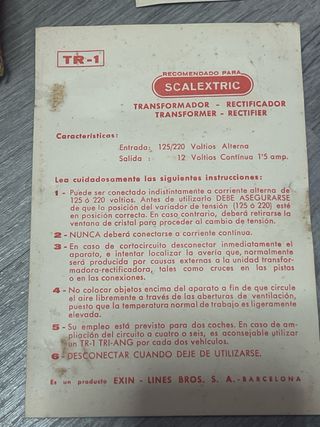 TR-1
RECOMENDADO PARA
SCALEXTRIC
TRANSFORMADOR - RECTIFICADOR
TRANSFORMER - RECTIFIER
Características:
Entrada: 125/220 Voltios Alterna
Salida : 12 Voltios Continua 1'5 amp.
Lea cuidadosamente las siguientes instrucciones:
1 - Puede ser conectado indistintamente a corriente alterna de
125 ó 220 voltios. Antes de utilizarlo DEBE ASEGURARSE
de que la posición del variador de tensión (125 ó 220) esté
en posición correcta. En caso contrario, deberá retirarse la
ventana de cristal para proceder al cambio de tensión.
2 - NUNCA deberá conectarse a corriente continua.
3 - En caso de cortocircuito desconectar inmediatamente el
aparato, e intentar localizar la avería que, normalmente
será producida por causas externas a la unidad transfor-
madora-rectificadora, tales como cruces en las pistas
o en las conexiones.
4 - No colocar objetos encima del aparato a fin de que circule
el aire libremente a través de las aberturas de ventilación,
puesto que la temperatura normal de trabajo es ligeramente
elevada.
5 - Su empleo está previsto para dos coches. En caso de am-
pliación del circuito a cuatro o seis, es aconsejable utilizar
un TR-1 TRI-ANG por cada dos vehículos.
6 - DESCONECTAR CUANDO DEJE DE UTILIZARSE.
Es un producto EXIN - LINES BROS, S. A. - BARCELONA